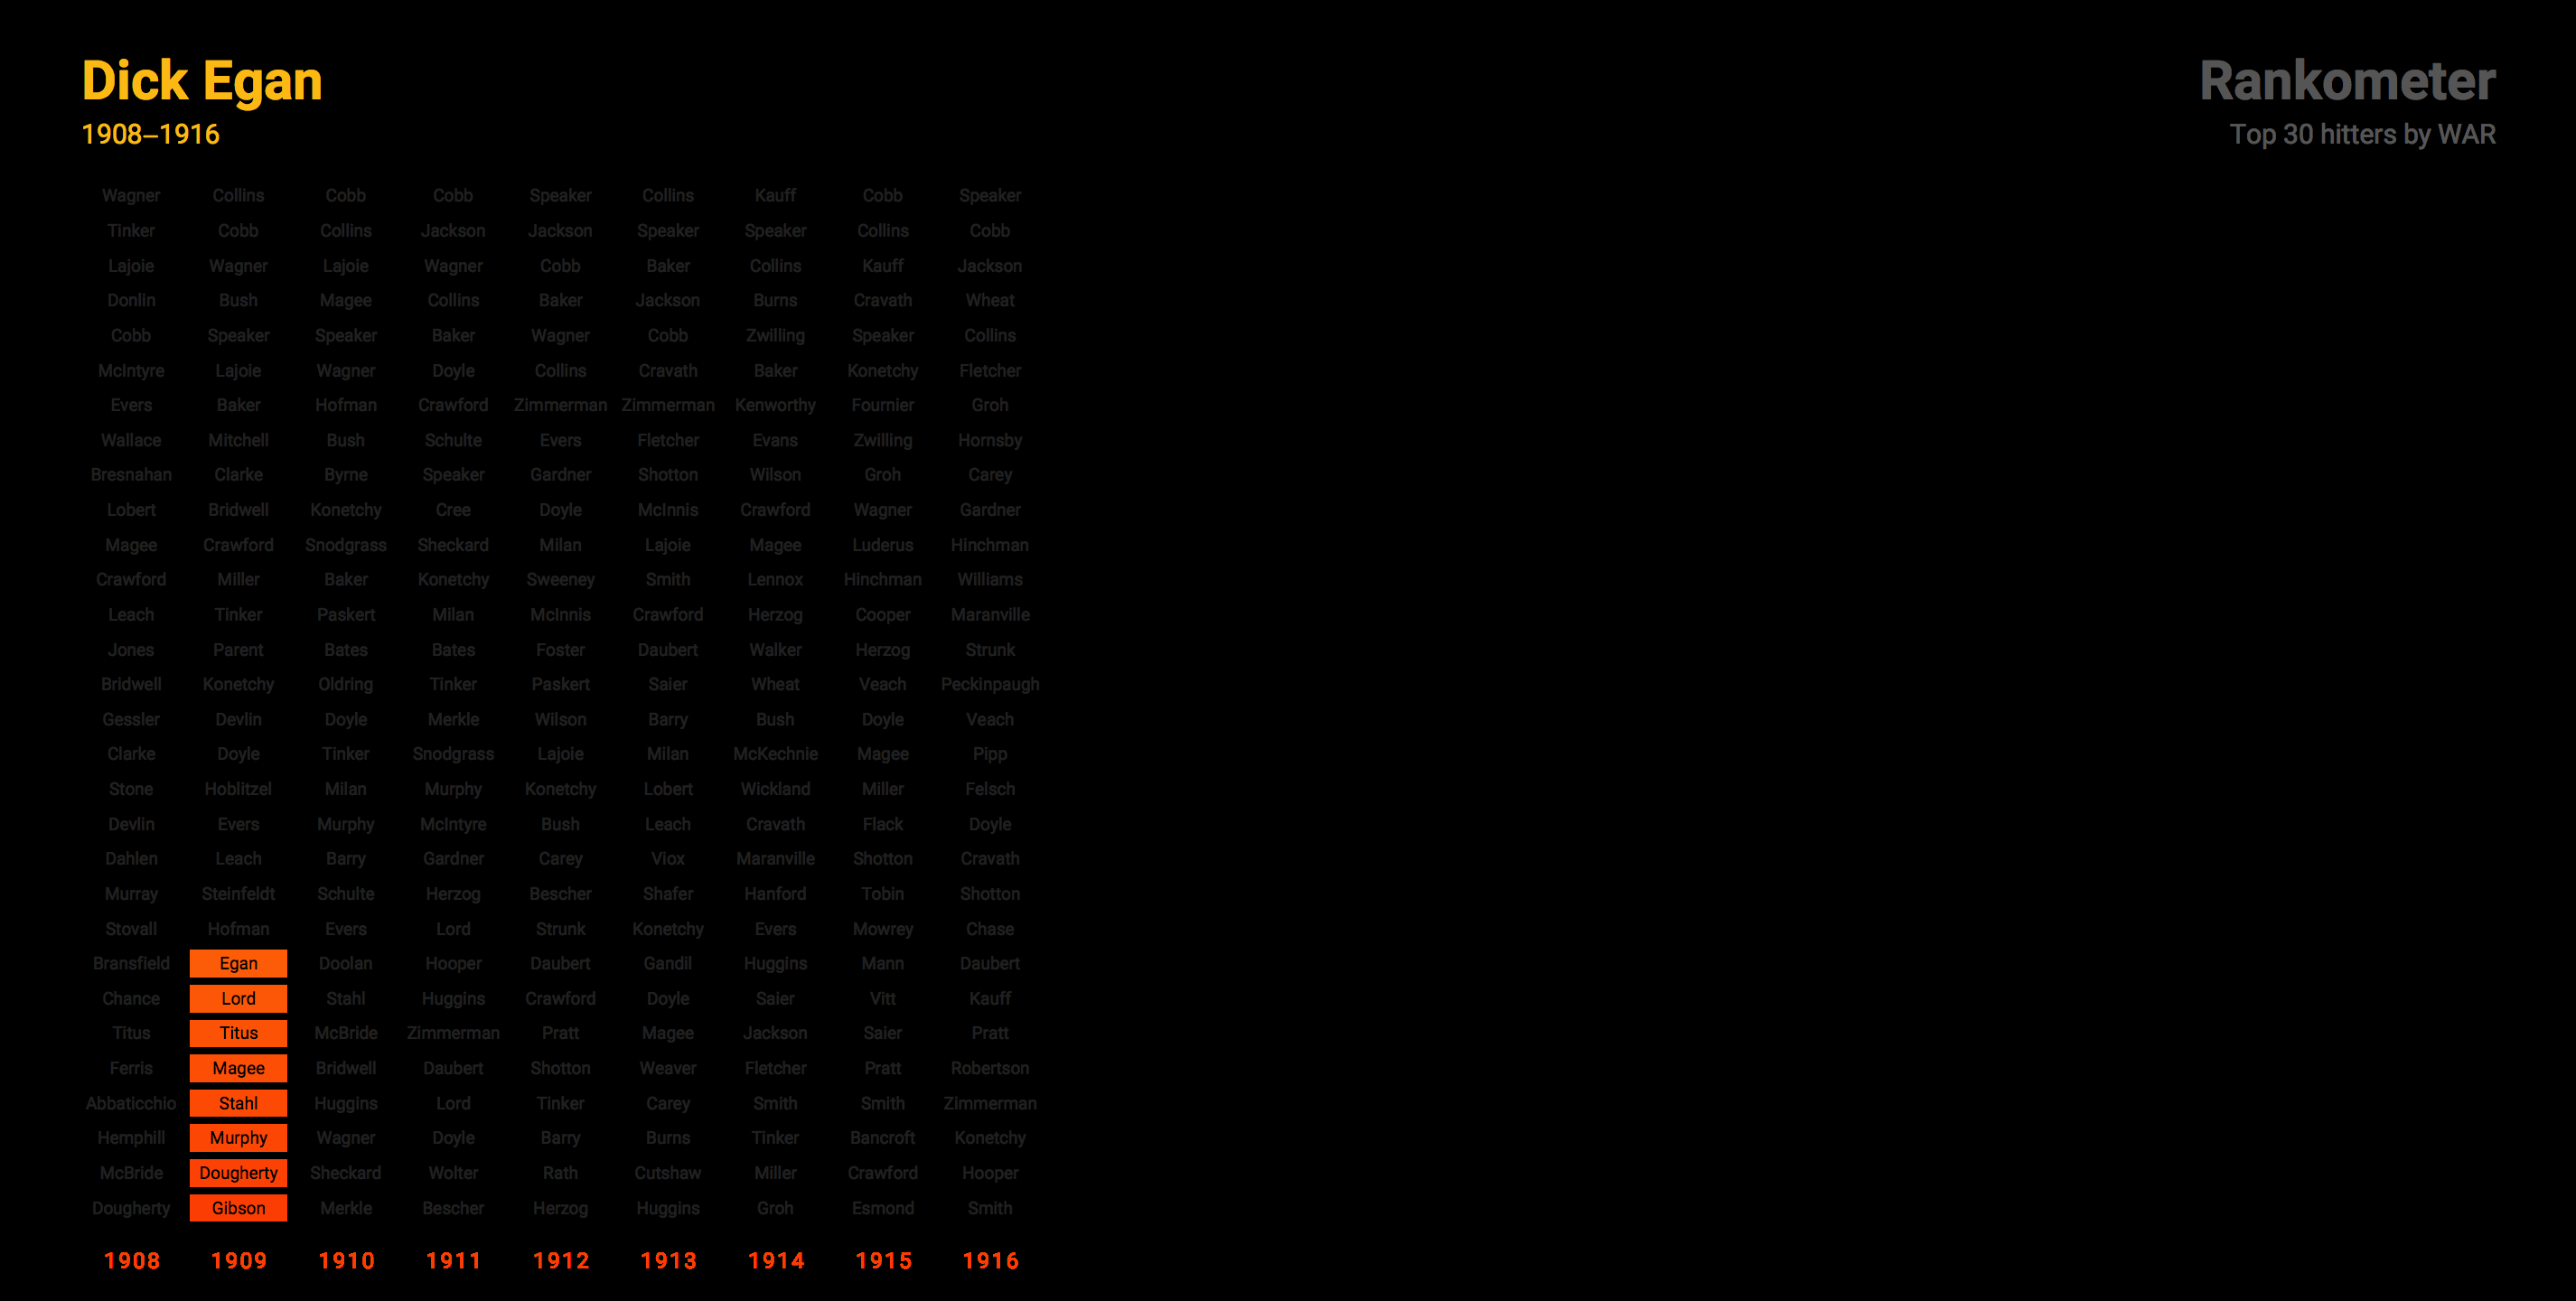 Dick Egan
Rankometer
1908–1916
Top 30 hitters by WAR
Wagner Collins Cobb Cobb Speaker Collins Kauff Cobb Speaker
Tinker Cobb Collins Jackson Jackson Speaker Speaker Collins Cobb
Lajoie Wagner Lajoie Wagner Cobb Baker Collins Kauff Jackson
Donlin Bush Magee Collins Baker Jackson Burns Cravath Wheat
Cobb Speaker Speaker Baker Wagner Cobb Zwilling Speaker Collins
McIntyre Lajoie Wagner Doyle Collins Cravath Baker Konetchy Fletcher
Evers Baker Hofman Crawford Zimmerman Zimmerman Kenworthy Fournier Groh
Wallace Mitchell Bush Schulte Evers Fletcher Evans Zwilling Hornsby
Bresnahan Clarke Byrne Speaker Gardner Shotton Wilson Groh Carey
Lobert Bridwell Konetchy Cree Doyle McInnis Crawford Wagner Gardner
Magee Crawford Snodgrass Sheckard Milan Lajoie Magee Luderus Hinchman
Crawford Miller Baker Konetchy Sweeney Smith Lennox Hinchman Williams
Leach Tinker Paskert Milan McInnis Crawford Herzog Cooper Maranville
Jones Parent Bates Bates Foster Daubert Walker Herzog Strunk
Bridwell Konetchy Oldring Tinker Paskert Saier Wheat Veach Peckinpaugh
Gessler Devlin Doyle Merkle Wilson Barry Bush Doyle Veach
Clarke Doyle Tinker Snodgrass Lajoie Milan McKechnie Magee Pipp
Stone Hoblitzel Milan Murphy Konetchy Lobert Wickland Miller Felsch
Devlin Evers Murphy McIntyre Bush Leach Cravath Flack Doyle
Dahlen Leach Barry Gardner Carey Viox Maranville Shotton Cravath
Murray Steinfeldt Schulte Herzog Bescher Shafer Hanford Tobin Shotton
Stovall Hofman Evers Lord Strunk Konetchy Evers Mowrey Chase
Bransfield Egan Doolan Hooper Daubert Gandil Huggins Mann Daubert
Chance Lord Stahl Huggins Crawford Doyle Saier Vitt Kauff
Titus Titus McBride Zimmerman Pratt Magee Jackson Saier Pratt
Ferris Magee Bridwell Daubert Shotton Weaver Fletcher Pratt Robertson
Abbaticchio Stahl Huggins Lord Tinker Carey Smith Smith Zimmerman
Hemphill Murphy Wagner Doyle Barry Burns Tinker Bancroft Konetchy
McBride Dougherty Sheckard Wolter Rath Cutshaw Miller Crawford Hooper
Dougherty Gibson Merkle Bescher Herzog Huggins Groh Esmond Smith
1908 1909 1910 1911 1912 1913 1914 1915 1916